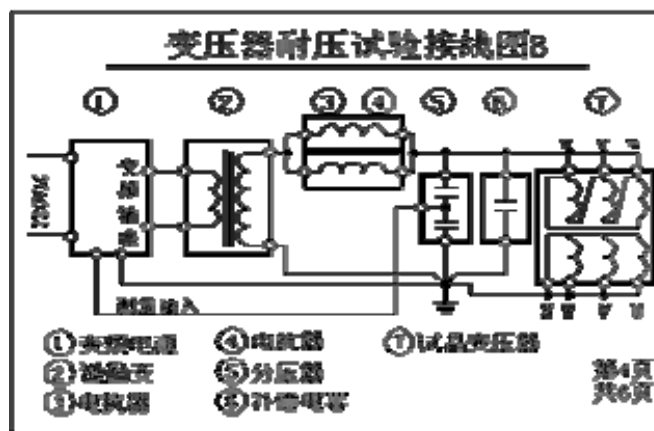 变压器耐压试验接线图B
① ② ③ ④ ⑤ ⑥ ⑦
变频电源
测量输入
① 变频电源 ④ 电抗器 ⑦ 试品变压器
② 励磁变 ⑤ 分压器
③ 电抗器 ⑥ 补偿电容
第4页
共6页